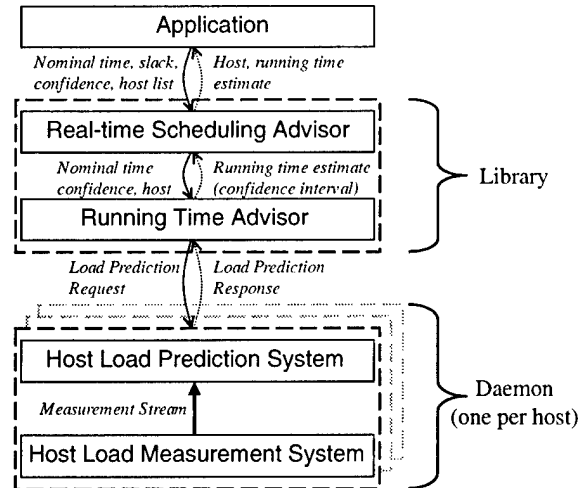 Application
Nominal time, slack,
confidence, host list
Host, running time
estimate
Real-time Scheduling Advisor
Nominal time
confidence, host
Running time estimate
(confidence interval)
Library
Running Time Advisor
Load Prediction
Request
Load Prediction
Response
Host Load Prediction System
Measurement Stream
Daemon
(one per host)
Host Load Measurement System